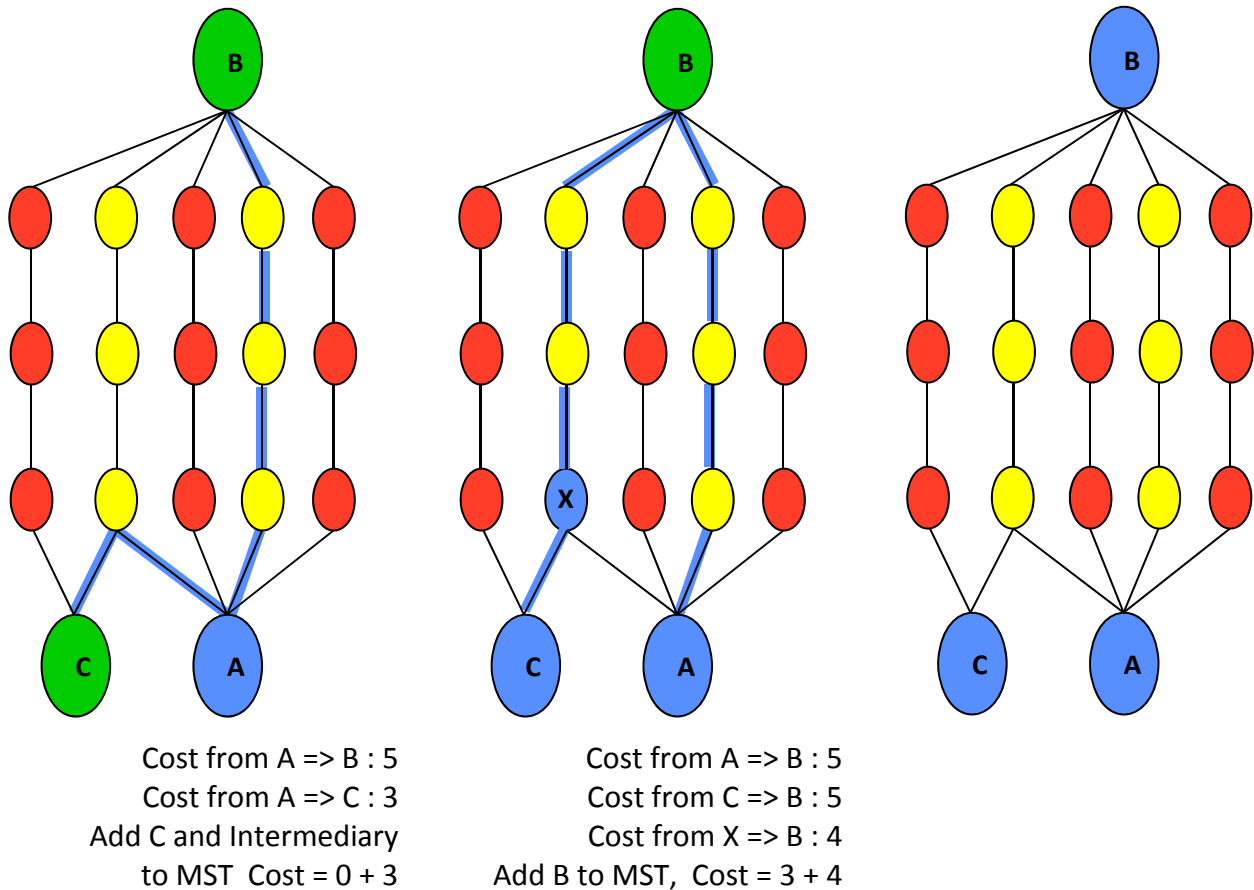 B
B
B
X
C
A
C
A
C
A
Cost from A => B : 5
Cost from A => C : 3
Add C and Intermediary
to MST  Cost = 0 + 3
Cost from A => B : 5
Cost from C => B : 5
Cost from X => B : 4
Add B to MST,  Cost = 3 + 4